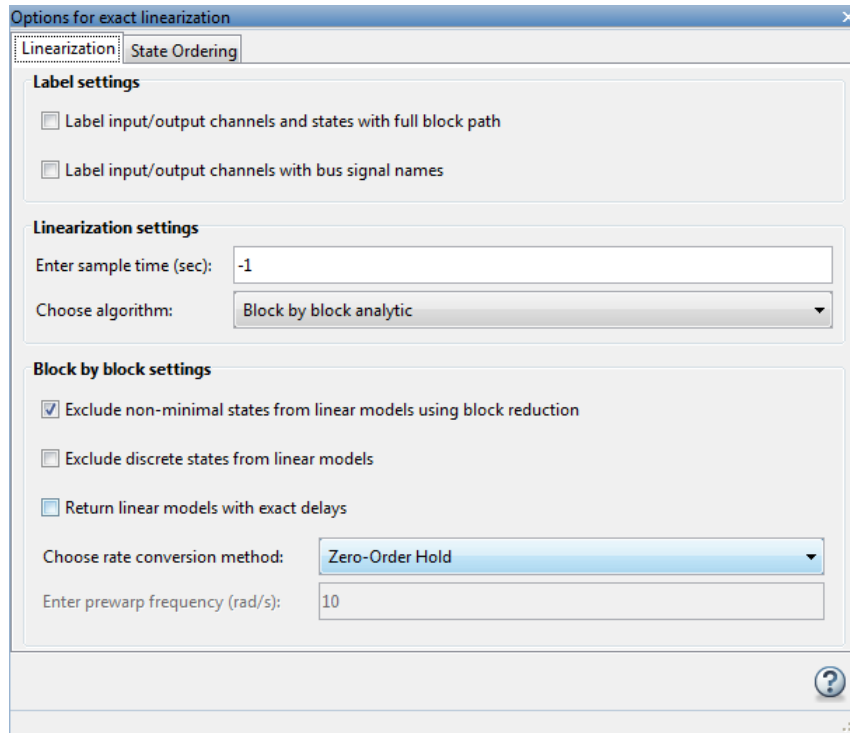 Options for exact linearization
Linearization State Ordering
Label settings
Label input/output channels and states with full block path
Label input/output channels with bus signal names
Linearization settings
Enter sample time (sec): -1
Choose algorithm: Block by block analytic
Block by block settings
Exclude non-minimal states from linear models using block reduction
Exclude discrete states from linear models
Return linear models with exact delays
Choose rate conversion method: Zero-Order Hold
Enter prewarp frequency (rad/s): 10
?